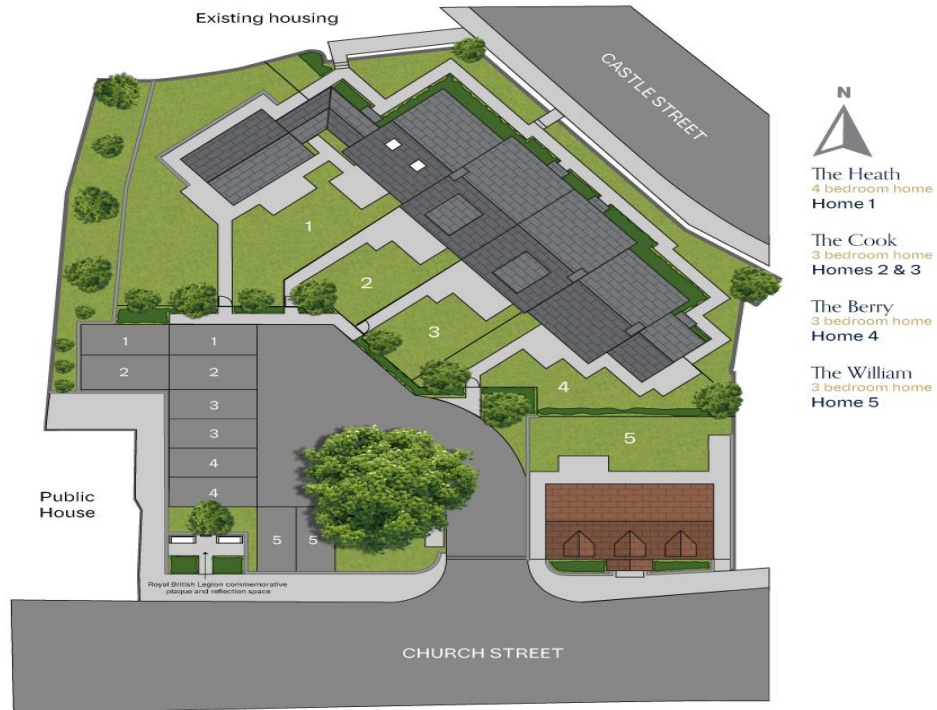 Existing housing
CASTLE STREET
N
The Heath
4 bedroom home
Home 1
The Cook
3 bedroom home
Homes 2 & 3
The Berry
3 bedroom home
Home 4
The William
3 bedroom home
Home 5
1
2
3
4
5
1
1
2
2
3
3
4
4
5
5
Public
House
Royal British Legion commemorative
plaque and reflection space
CHURCH STREET